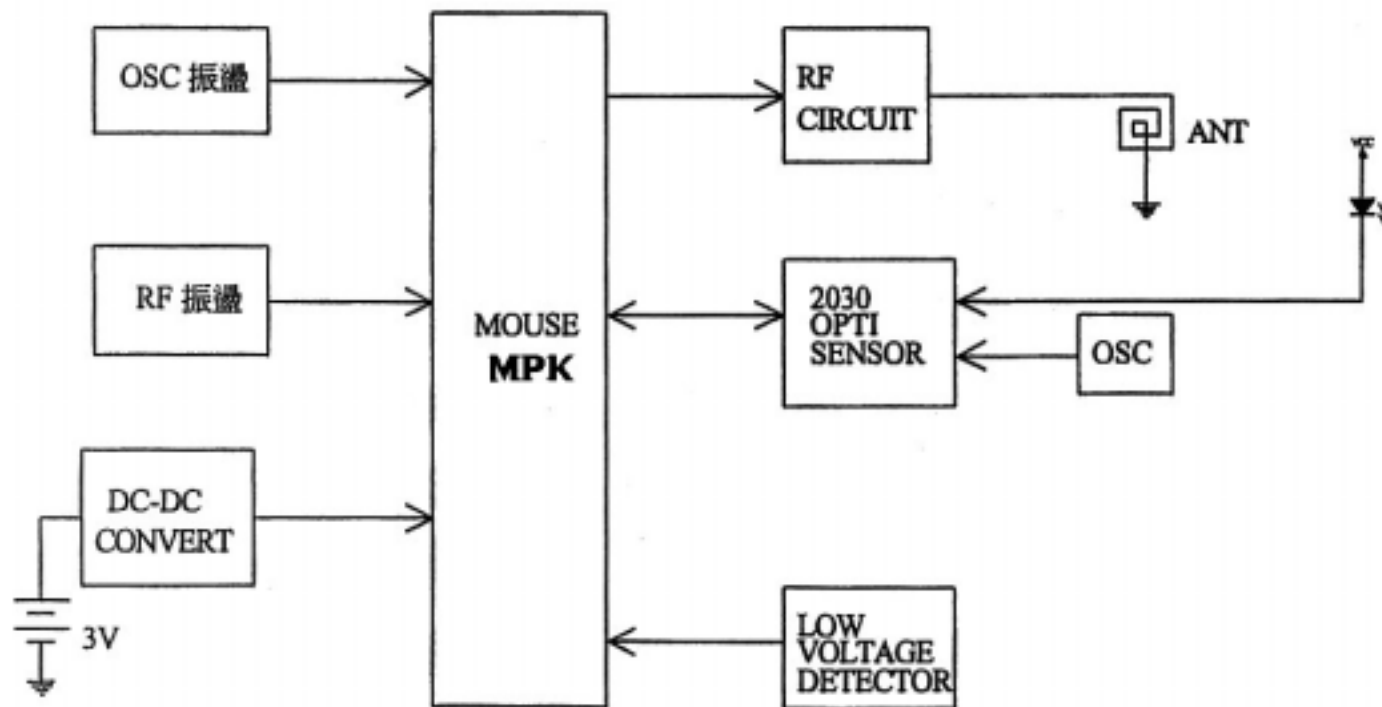 OSC 振盪
RF 振盪
DC-DC
CONVERT
3V
MOUSE
MPK
RF
CIRCUIT
ANT
2030
OPTI
SENSOR
OSC
LOW
VOLTAGE
DETECTOR